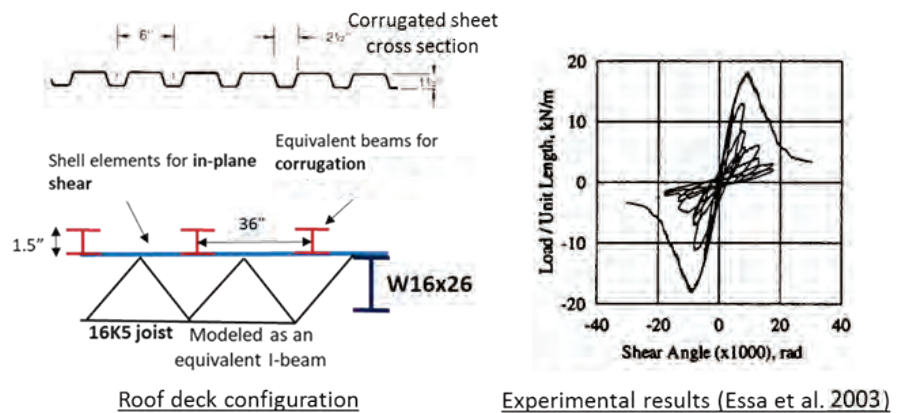 Corrugated sheet
cross section
6"
2½"
Equivalent beams for
corrugation
Shell elements for in-plane
shear
36"
1.5"
W16x26
16K5 joist
Modeled as an
equivalent I-beam
Roof deck configuration
20
10
0
-10
-20
Load / Unit Length, kN/m
-40 -20 0 20 40
Shear Angle (x1000), rad
Experimental results (Essa et al. 2003)